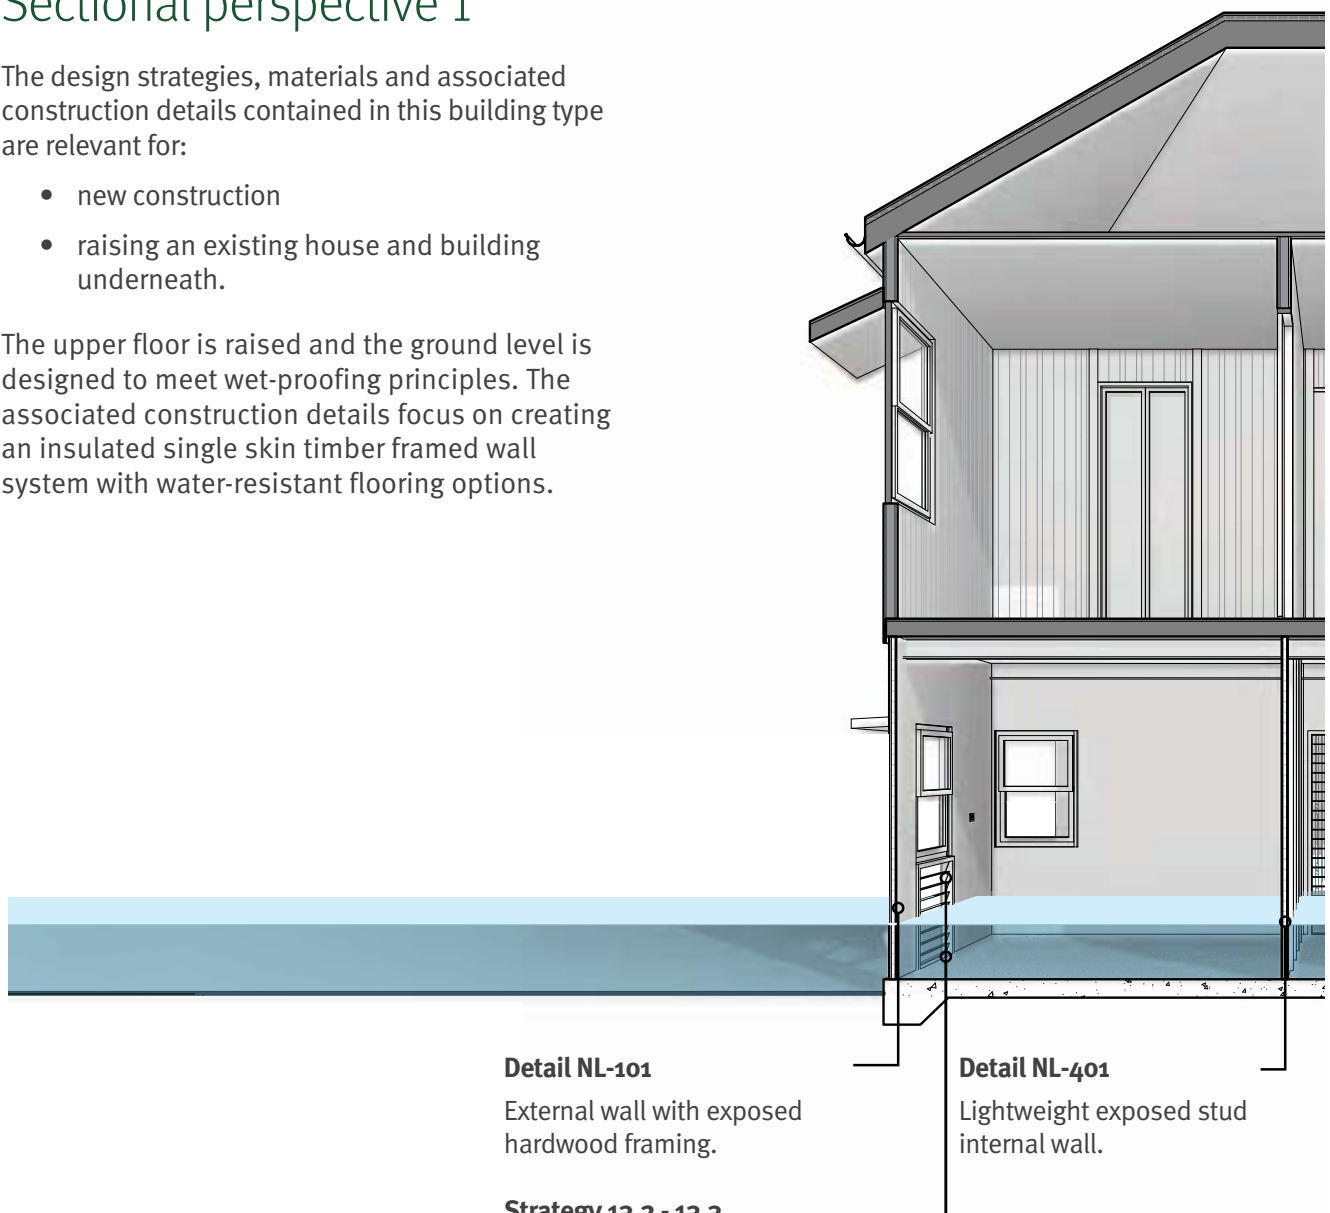 Sectional perspective 1
The design strategies, materials and associated
construction details contained in this building type
are relevant for:
• new construction
• raising an existing house and building
underneath.
The upper floor is raised and the ground level is
designed to meet wet-proofing principles. The
associated construction details focus on creating
an insulated single skin timber framed wall
system with water-resistant flooring options.
Detail NL-101
External wall with exposed
hardwood framing.
Detail NL-401
Lightweight exposed stud
internal wall.
Strategy